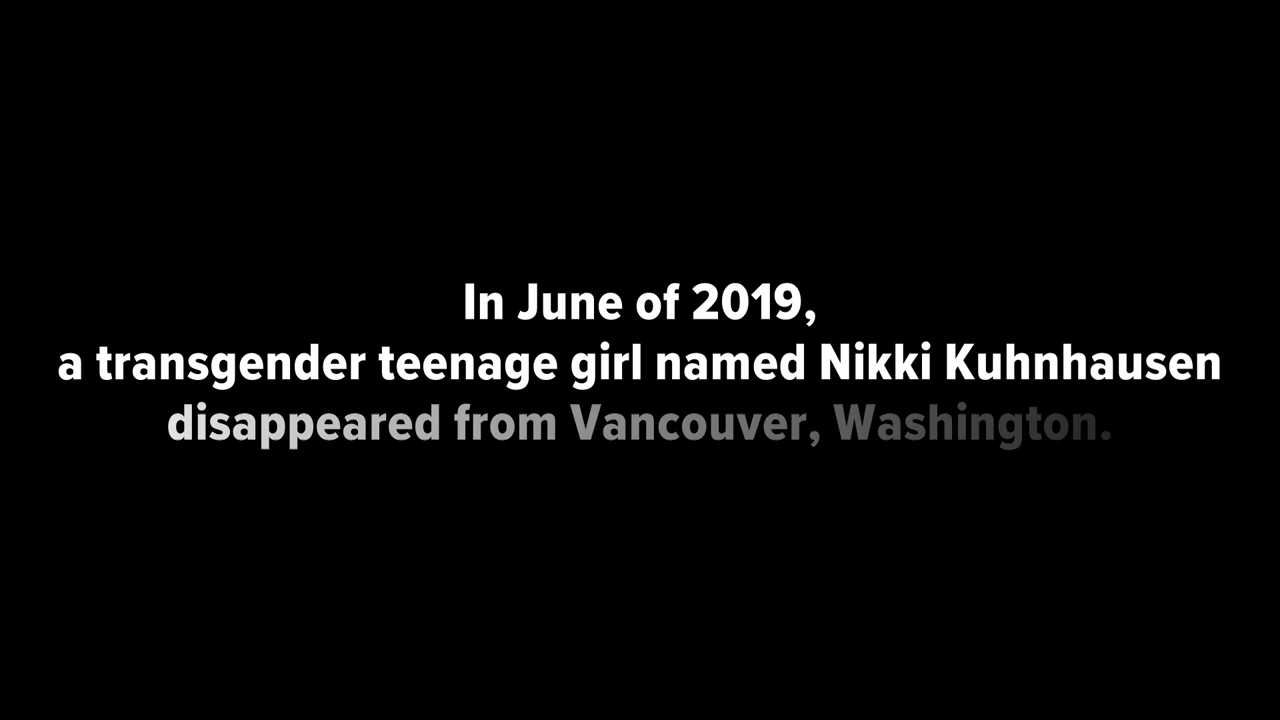 In June of 2019,
a transgender teenage girl named Nikki Kuhnhausen
disappeared from Vancouver, Washington.